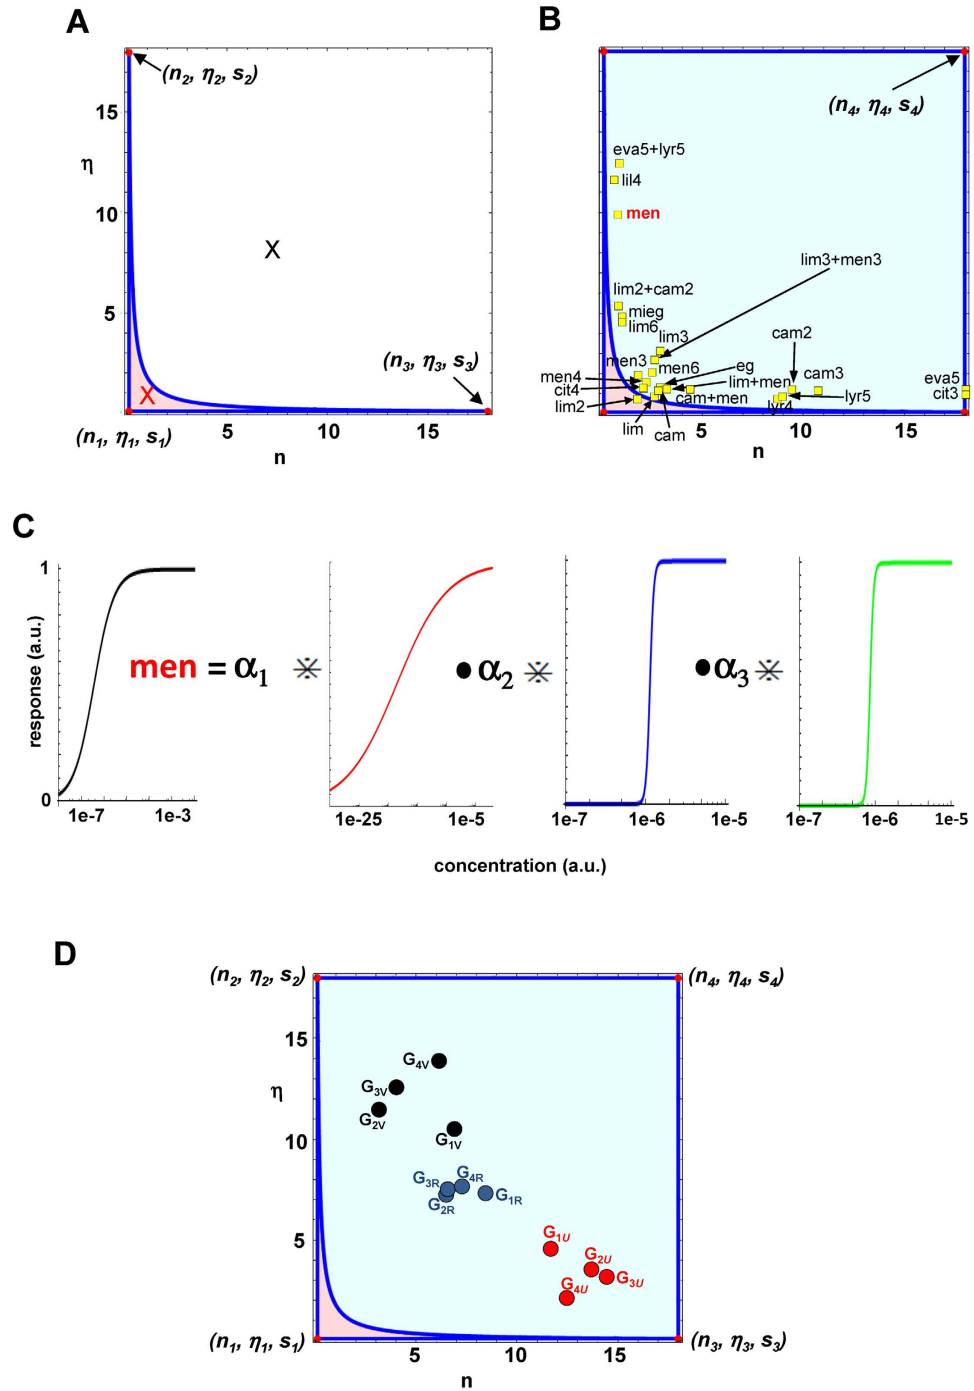 A
(n2, η2, s2)
15
η
10
X
5
(n3, η3, s3)
X
(n1, η1, s1)
5
10
15
n
B
(n4, η4, s4)
15
eva5+lyr5
lil4
10
men
lim3+men3
lim2+cam2
5
mieg
lim6
lim3
cam2
men3
men6
eg
men4
lim+men
cam3
eva5
cit4
cam+men
lyr5
cit3
lim2
lyr4
lim
cam
5
10
15
n
C
1
response (a.u.)
0
men = α1 ※
• α2 ※
• α3 ※
1e-7
1e-3
1e-25
1e-5
1e-7
1e-6
1e-5
1e-7
1e-6
1e-5
concentration (a.u.)
D
(n2, η2, s2)
(n4, η4, s4)
15
η
G4V
G3V
G2V
10
G1V
G3R
G4R
G2R
G1R
5
G1U
G2U
G3U
G4U
(n1, η1, s1)
(n3, η3, s3)
5
10
15
n